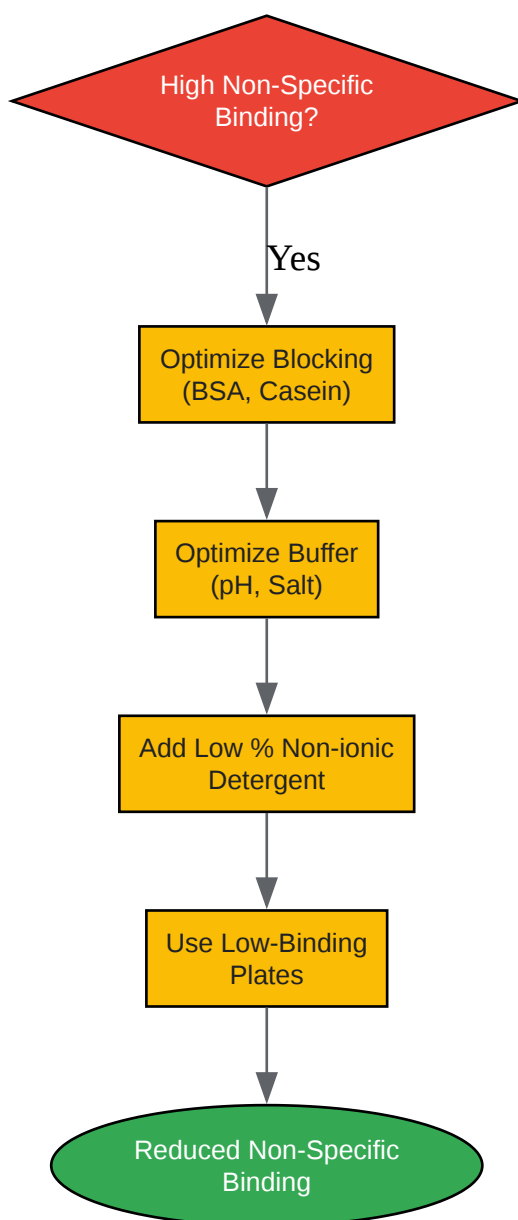 High Non-Specific
Binding?
Yes
Optimize Blocking
(BSA, Casein)
Optimize Buffer
(pH, Salt)
Add Low % Non-ionic
Detergent
Use Low-Binding
Plates
Reduced Non-Specific
Binding